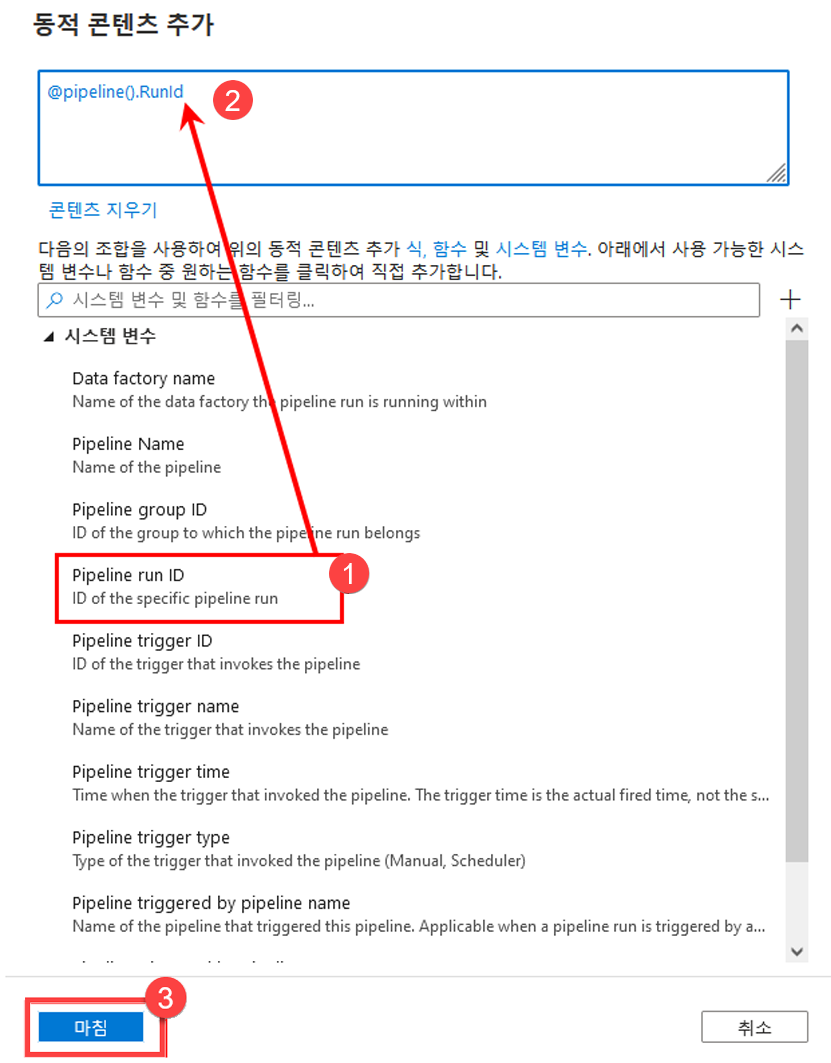 동적 콘텐츠 추가
@pipeline().RunId
2
콘텐츠 지우기
다음의 조합을 사용하여 위의 동적 콘텐츠 추가 식, 함수 및 시스템 변수. 아래에서 사용 가능한 시스
템 변수나 함수 중 원하는 함수를 클릭하여 직접 추가합니다.
시스템 변수 및 함수를 필터링...
시스템 변수
Data factory name
Name of the data factory the pipeline run is running within
Pipeline Name
Name of the pipeline
Pipeline group ID
ID of the group to which the pipeline run belongs
Pipeline run ID
1
ID of the specific pipeline run
Pipeline trigger ID
ID of the trigger that invokes the pipeline
Pipeline trigger name
Name of the trigger that invokes the pipeline
Pipeline trigger time
Time when the trigger that invoked the pipeline. The trigger time is the actual fired time, not the s...
Pipeline trigger type
Type of the trigger that invoked the pipeline (Manual, Scheduler)
Pipeline triggered by pipeline name
Name of the pipeline that triggered this pipeline. Applicable when a pipeline run is triggered by a...
3
마침
취소